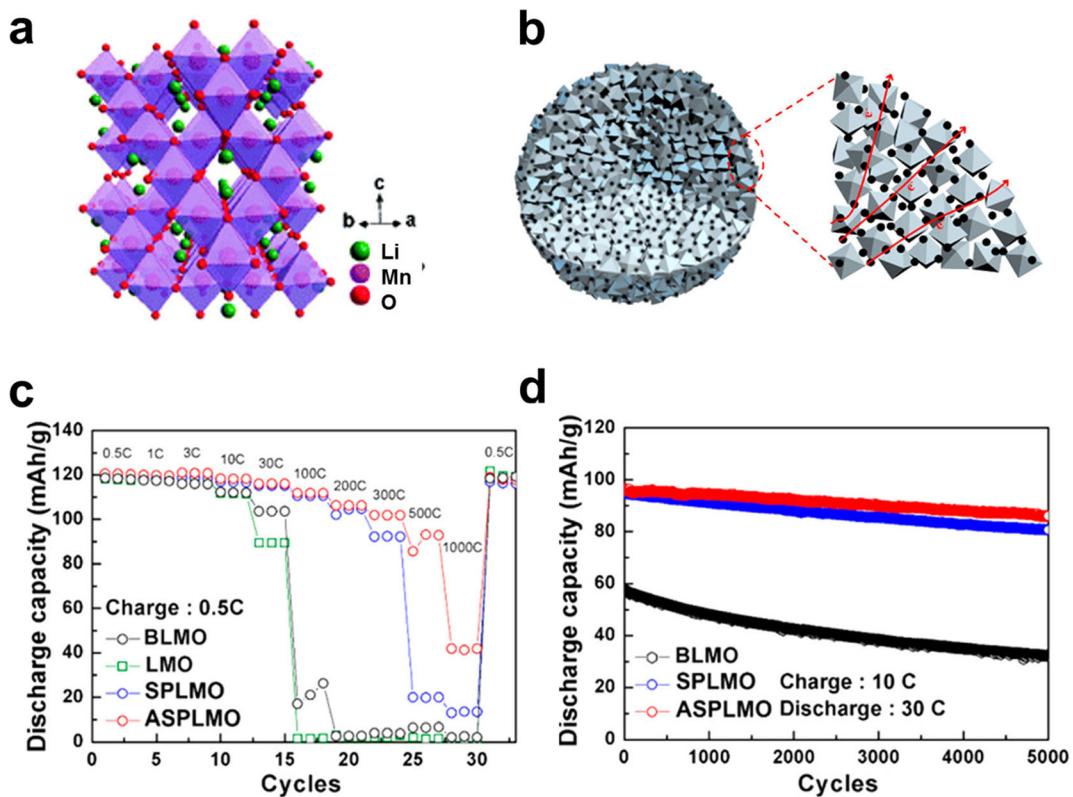 a
c
b a
Li
Mn
O
b
e
e
e
c
Discharge capacity (mAh/g)
140
120
100
80
60
40
20
0
0.5C 1C 3C 10C 30C 100C 200C 300C 500C 1000C 0.5C
Charge : 0.5C
BLMO
LMO
SPLMO
ASPLMO
0 5 10 15 20 25 30
Cycles
d
Discharge capacity (mAh/g)
120
100
80
60
40
20
0
BLMO
SPLMO Charge : 10 C
ASPLMO Discharge : 30 C
0 1000 2000 3000 4000 5000
Cycles